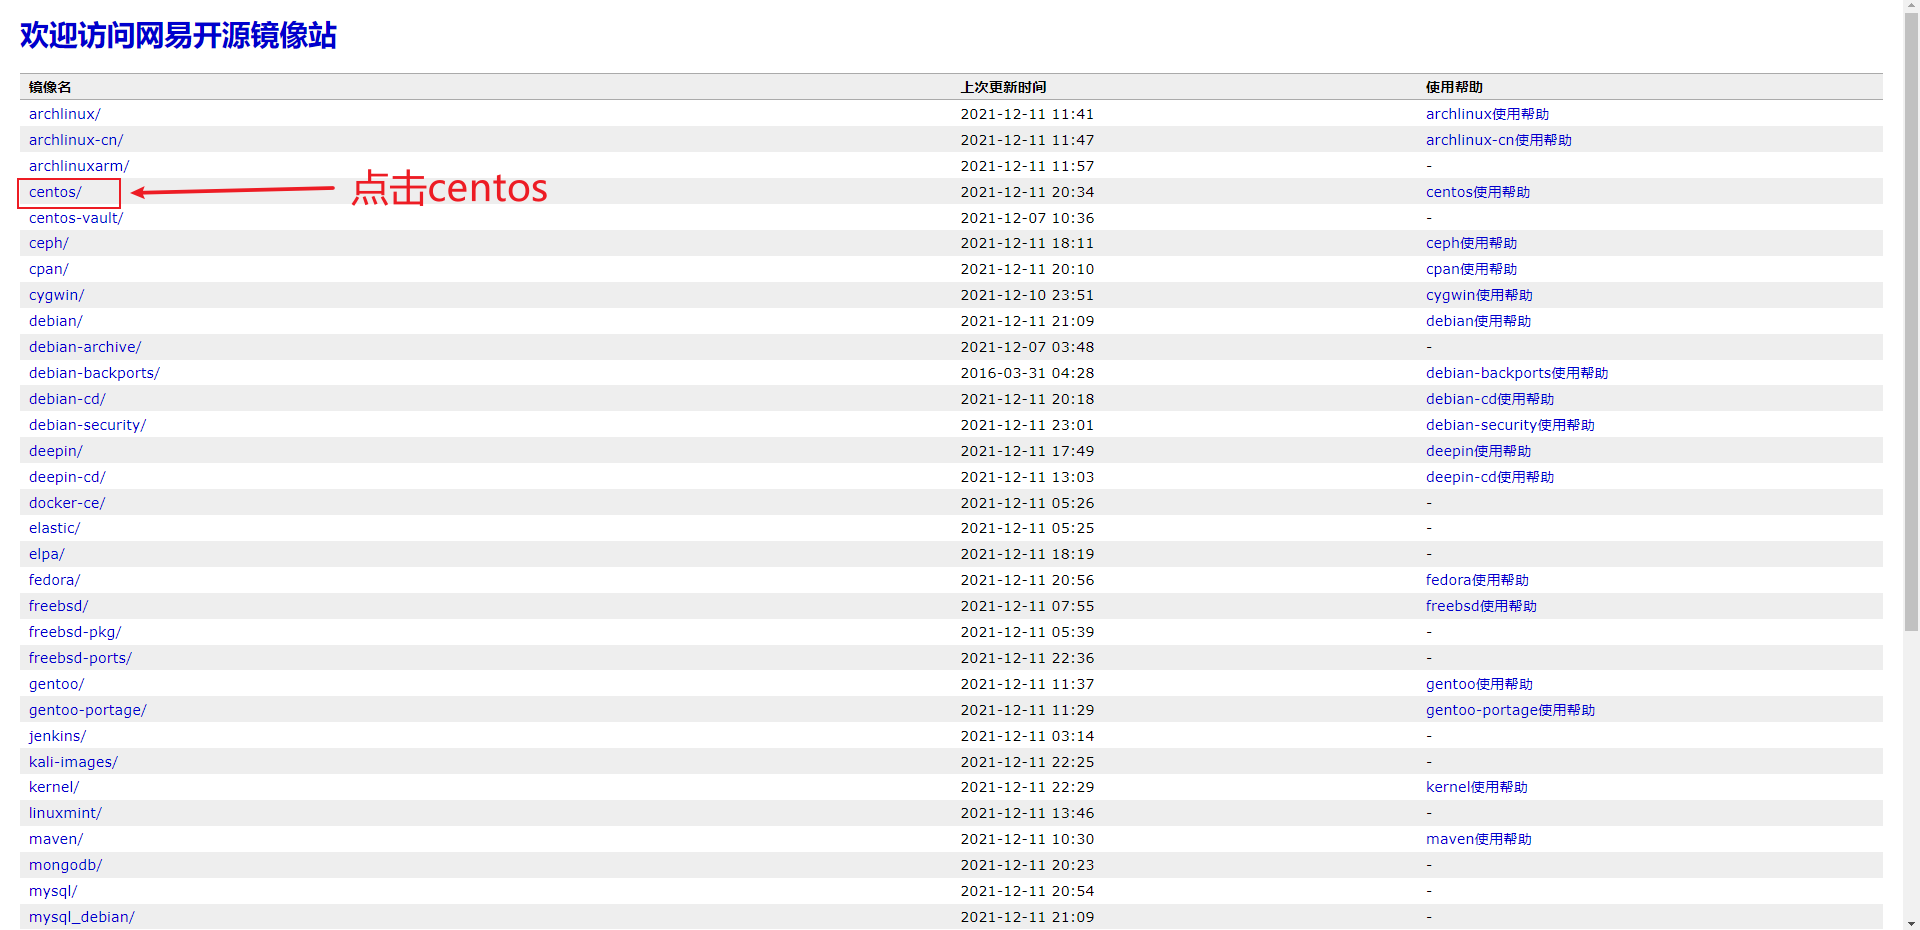 欢迎访问网易开源镜像站
镜像名 上次更新时间 使用帮助
archlinux/ 2021-12-11 11:41 archlinux使用帮助
archlinux-cn/ 2021-12-11 11:47 archlinux-cn使用帮助
archlinuxarm/ 2021-12-11 11:57 -
centos/ 点击centos 2021-12-11 20:34 centos使用帮助
centos-vault/ 2021-12-07 10:36 -
ceph/ 2021-12-11 18:11 ceph使用帮助
cpan/ 2021-12-11 20:10 cpan使用帮助
cygwin/ 2021-12-10 23:51 cygwin使用帮助
debian/ 2021-12-11 21:09 debian使用帮助
debian-archive/ 2021-12-07 03:48 -
debian-backports/ 2016-03-31 04:28 debian-backports使用帮助
debian-cd/ 2021-12-11 20:18 debian-cd使用帮助
debian-security/ 2021-12-11 23:01 debian-security使用帮助
deepin/ 2021-12-11 17:49 deepin使用帮助
deepin-cd/ 2021-12-11 13:03 deepin-cd使用帮助
docker-ce/ 2021-12-11 05:26 -
elastic/ 2021-12-11 05:25 -
elpa/ 2021-12-11 18:19 -
fedora/ 2021-12-11 20:56 fedora使用帮助
freebsd/ 2021-12-11 07:55 freebsd使用帮助
freebsd-pkg/ 2021-12-11 05:39 -
freebsd-ports/ 2021-12-11 22:36 -
gentoo/ 2021-12-11 11:37 gentoo使用帮助
gentoo-portage/ 2021-12-11 11:29 gentoo-portage使用帮助
jenkins/ 2021-12-11 03:14 -
kali-images/ 2021-12-11 22:25 -
kernel/ 2021-12-11 22:29 kernel使用帮助
linuxmint/ 2021-12-11 13:46 -
maven/ 2021-12-11 10:30 maven使用帮助
mongodb/ 2021-12-11 20:23 -
mysql/ 2021-12-11 20:54 -
mysql_debian/ 2021-12-11 21:09 -